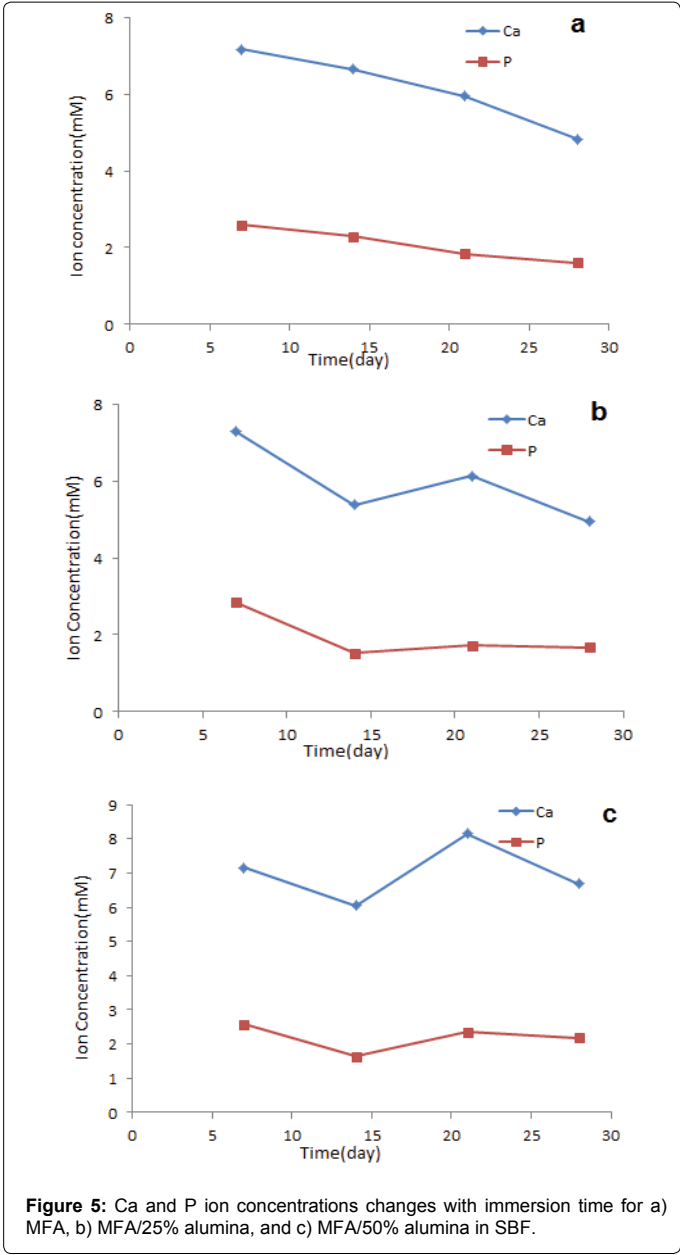 a
Ca
P
8
6
4
2
0
0 5 10 15 20 25 30
Ion concentration(mM)
Time(day)
b
Ca
P
8
6
4
2
0
0 5 10 15 20 25 30
Ion Concentration(mM)
Time(day)
c
Ca
P
9
8
7
6
5
4
3
2
1
0
0 5 10 15 20 25 30
Ion Concentration(mM)
Time(day)
Figure 5: Ca and P ion concentrations changes with immersion time for a)
MFA, b) MFA/25% alumina, and c) MFA/50% alumina in SBF.